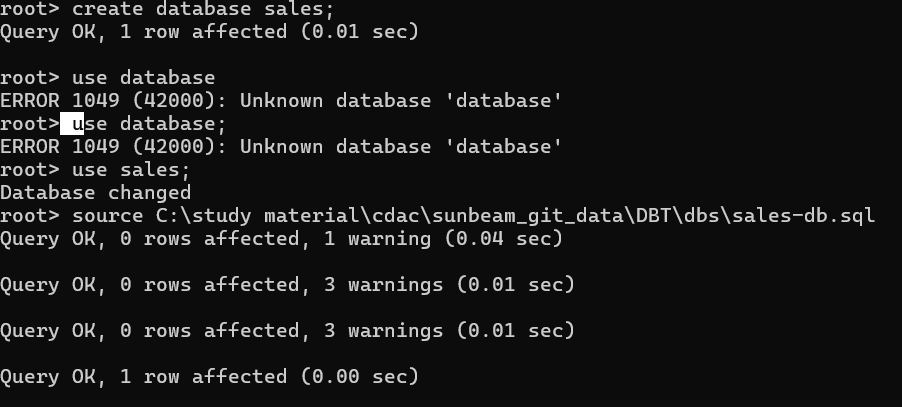 root> create database sales;
Query OK, 1 row affected (0.01 sec)
root> use database
ERROR 1049 (42000): Unknown database 'database'
root> use database;
ERROR 1049 (42000): Unknown database 'database'
root> use sales;
Database changed
root> source C:\study material\cdac\sunbeam_git_data\DBT\dbs\sales-db.sql
Query OK, 0 rows affected, 1 warning (0.04 sec)
Query OK, 0 rows affected, 3 warnings (0.01 sec)
Query OK, 0 rows affected, 3 warnings (0.01 sec)
Query OK, 1 row affected (0.00 sec)